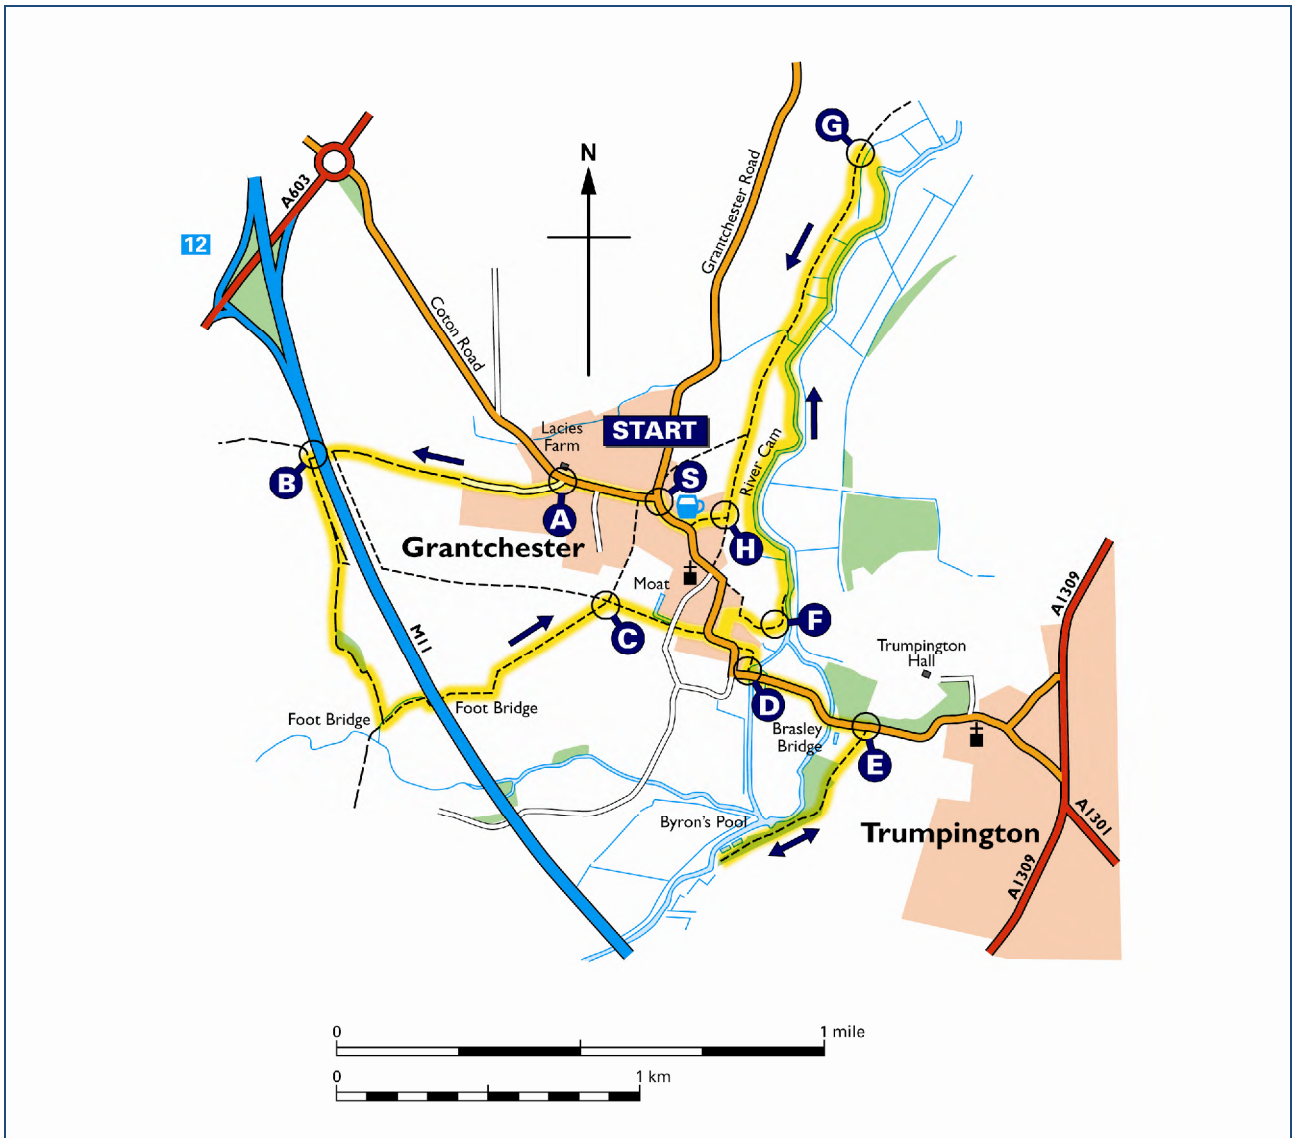 G
N
A603
12
Grantchester Road
Coton Road
Lacies
Farm
START
S
B
A
River Cam
H
Grantchester
A1309
Moat
C
F
M11
Trumpington
Hall
Foot Bridge
Foot Bridge
D
Brasley
Bridge
E
Byron's Pool
Trumpington
A1301
A1309
0
1 mile
0
1 km